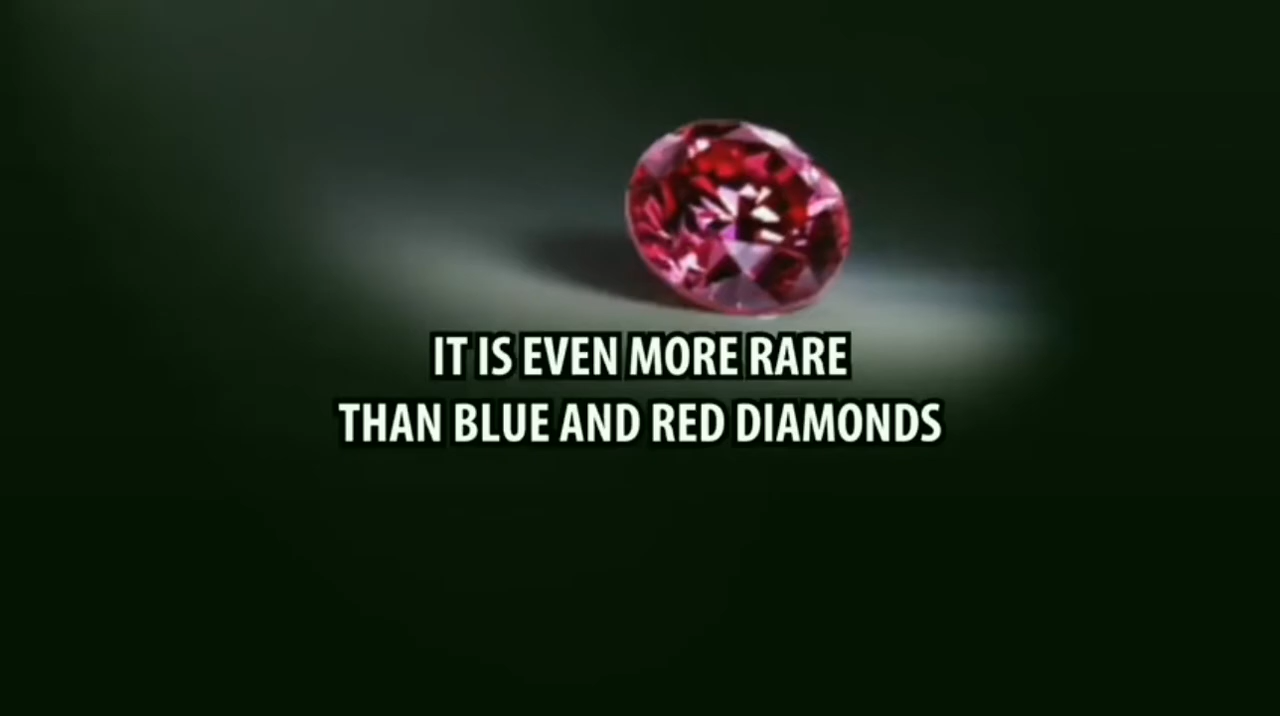 IT IS EVEN MORE RARE
THAN BLUE AND RED DIAMONDS